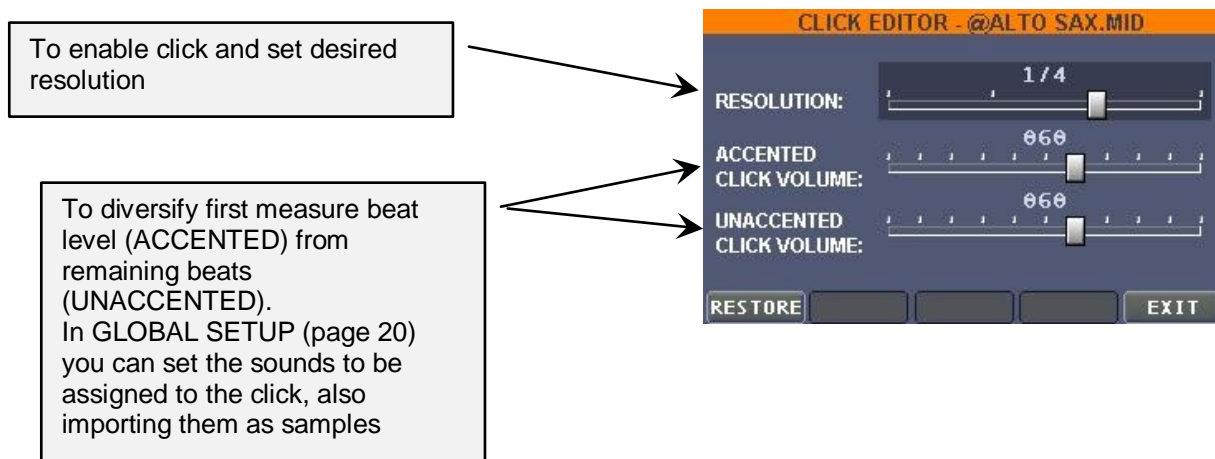 To enable click and set desired
resolution
To diversify first measure beat
level (ACCENTED) from
remaining beats
(UNACCENTED).
In GLOBAL SETUP (page 20)
you can set the sounds to be
assigned to the click, also
importing them as samples
CLICK EDITOR - @ALTO SAX.MID
1/4
RESOLUTION:
060
ACCENTED
CLICK VOLUME:
060
UNACCENTED
CLICK VOLUME:
RESTORE
EXIT